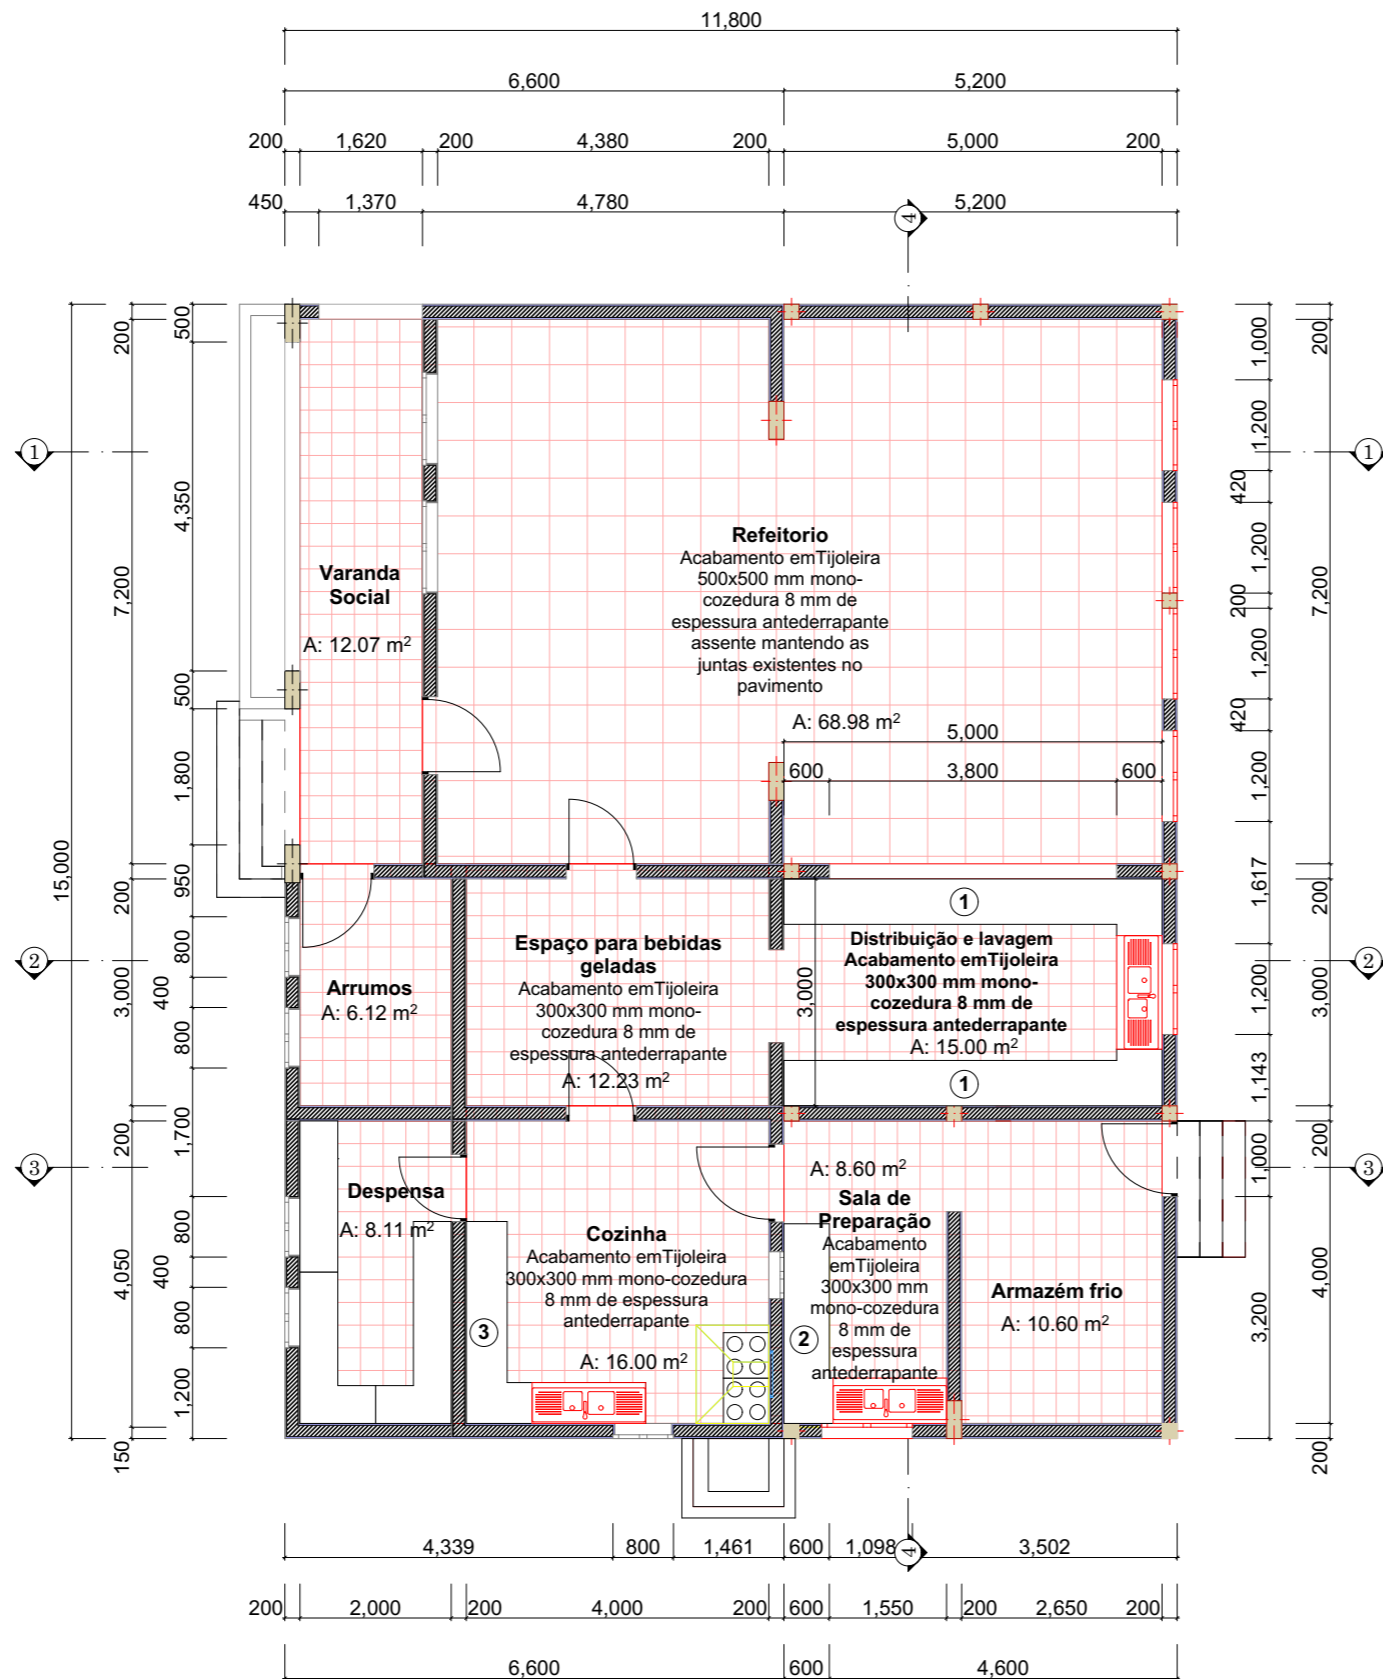 11,800
6,600 5,200
200 1,620 200 4,380 200 5,000 200
450 1,370 4,780 5,200
4
15,000
200
7,200
200
3,000
200
4,050
150
500
4,350
500
1,800
950
800
400
800
1,700
800
400
800
1,200
1
2
3
Varanda
Social
A: 12.07 m²
Refeitorio
Acabamento emTijoleira
500x500 mm mono-
cozedura 8 mm de
espessura antederrapante
assente mantendo as
juntas existentes no
pavimento
A: 68.98 m²
5,000
600 3,800 600
Arrumos
A: 6.12 m²
Espaço para bebidas
geladas
Acabamento emTijoleira
300x300 mm mono-
cozedura 8 mm de
espessura antederrapante
A: 12.23 m²
3,000
1
Distribuição e lavagem
Acabamento emTijoleira
300x300 mm mono-
cozedura 8 mm de
espessura antederrapante
A: 15.00 m²
1
Despensa
A: 8.11 m²
Cozinha
Acabamento emTijoleira
300x300 mm mono-cozedura
8 mm de espessura
antederrapante
A: 16.00 m²
3
A: 8.60 m²
Sala de
Preparação
Acabamento
emTijoleira
300x300 mm
mono-cozedura
8 mm de
espessura
antederrapante
2
Armazém frio
A: 10.60 m²
1,000
1,200
420
1,200
200
1,200
420
1,200
1,617
1,200
1,143
1,000
3,200
200
7,200
200
3,000
200
4,000
200
1
2
3
4,339 800 1,461 600 1,098 4 3,502
200 2,000 200 4,000 200 600 1,550 200 2,650 200
6,600 600 4,600